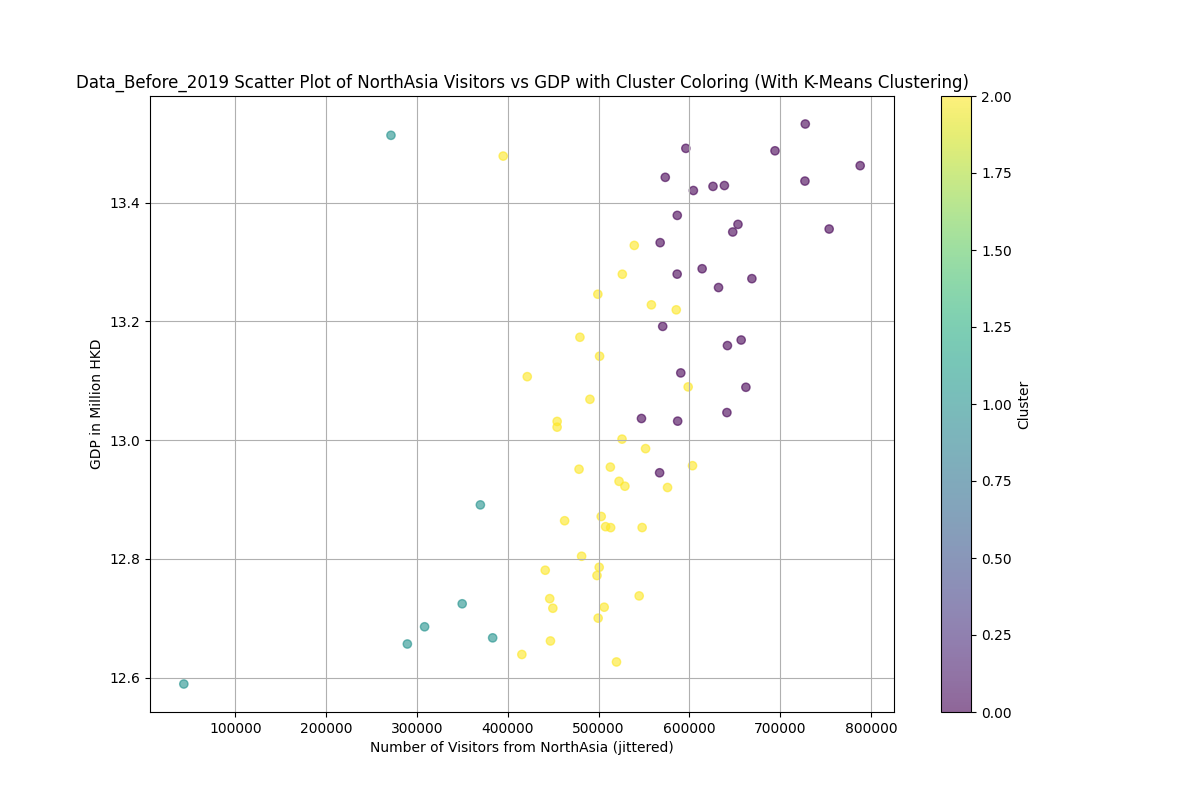 Data_Before_2019 Scatter Plot of NorthAsia Visitors vs GDP with Cluster Coloring (With K-Means Clustering)
GDP in Million HKD
13.4
13.2
13.0
12.8
12.6
100000 200000 300000 400000 500000 600000 700000 800000
Number of Visitors from NorthAsia (jittered)
2.00
1.75
1.50
1.25
1.00
0.75
0.50
0.25
0.00
Cluster